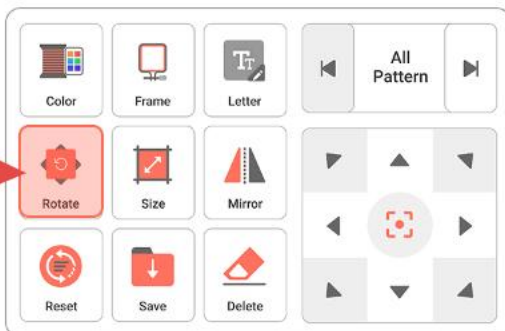 Color
Frame
Letter
All
Pattern
Rotate
Size
Mirror
Reset
Save
Delete